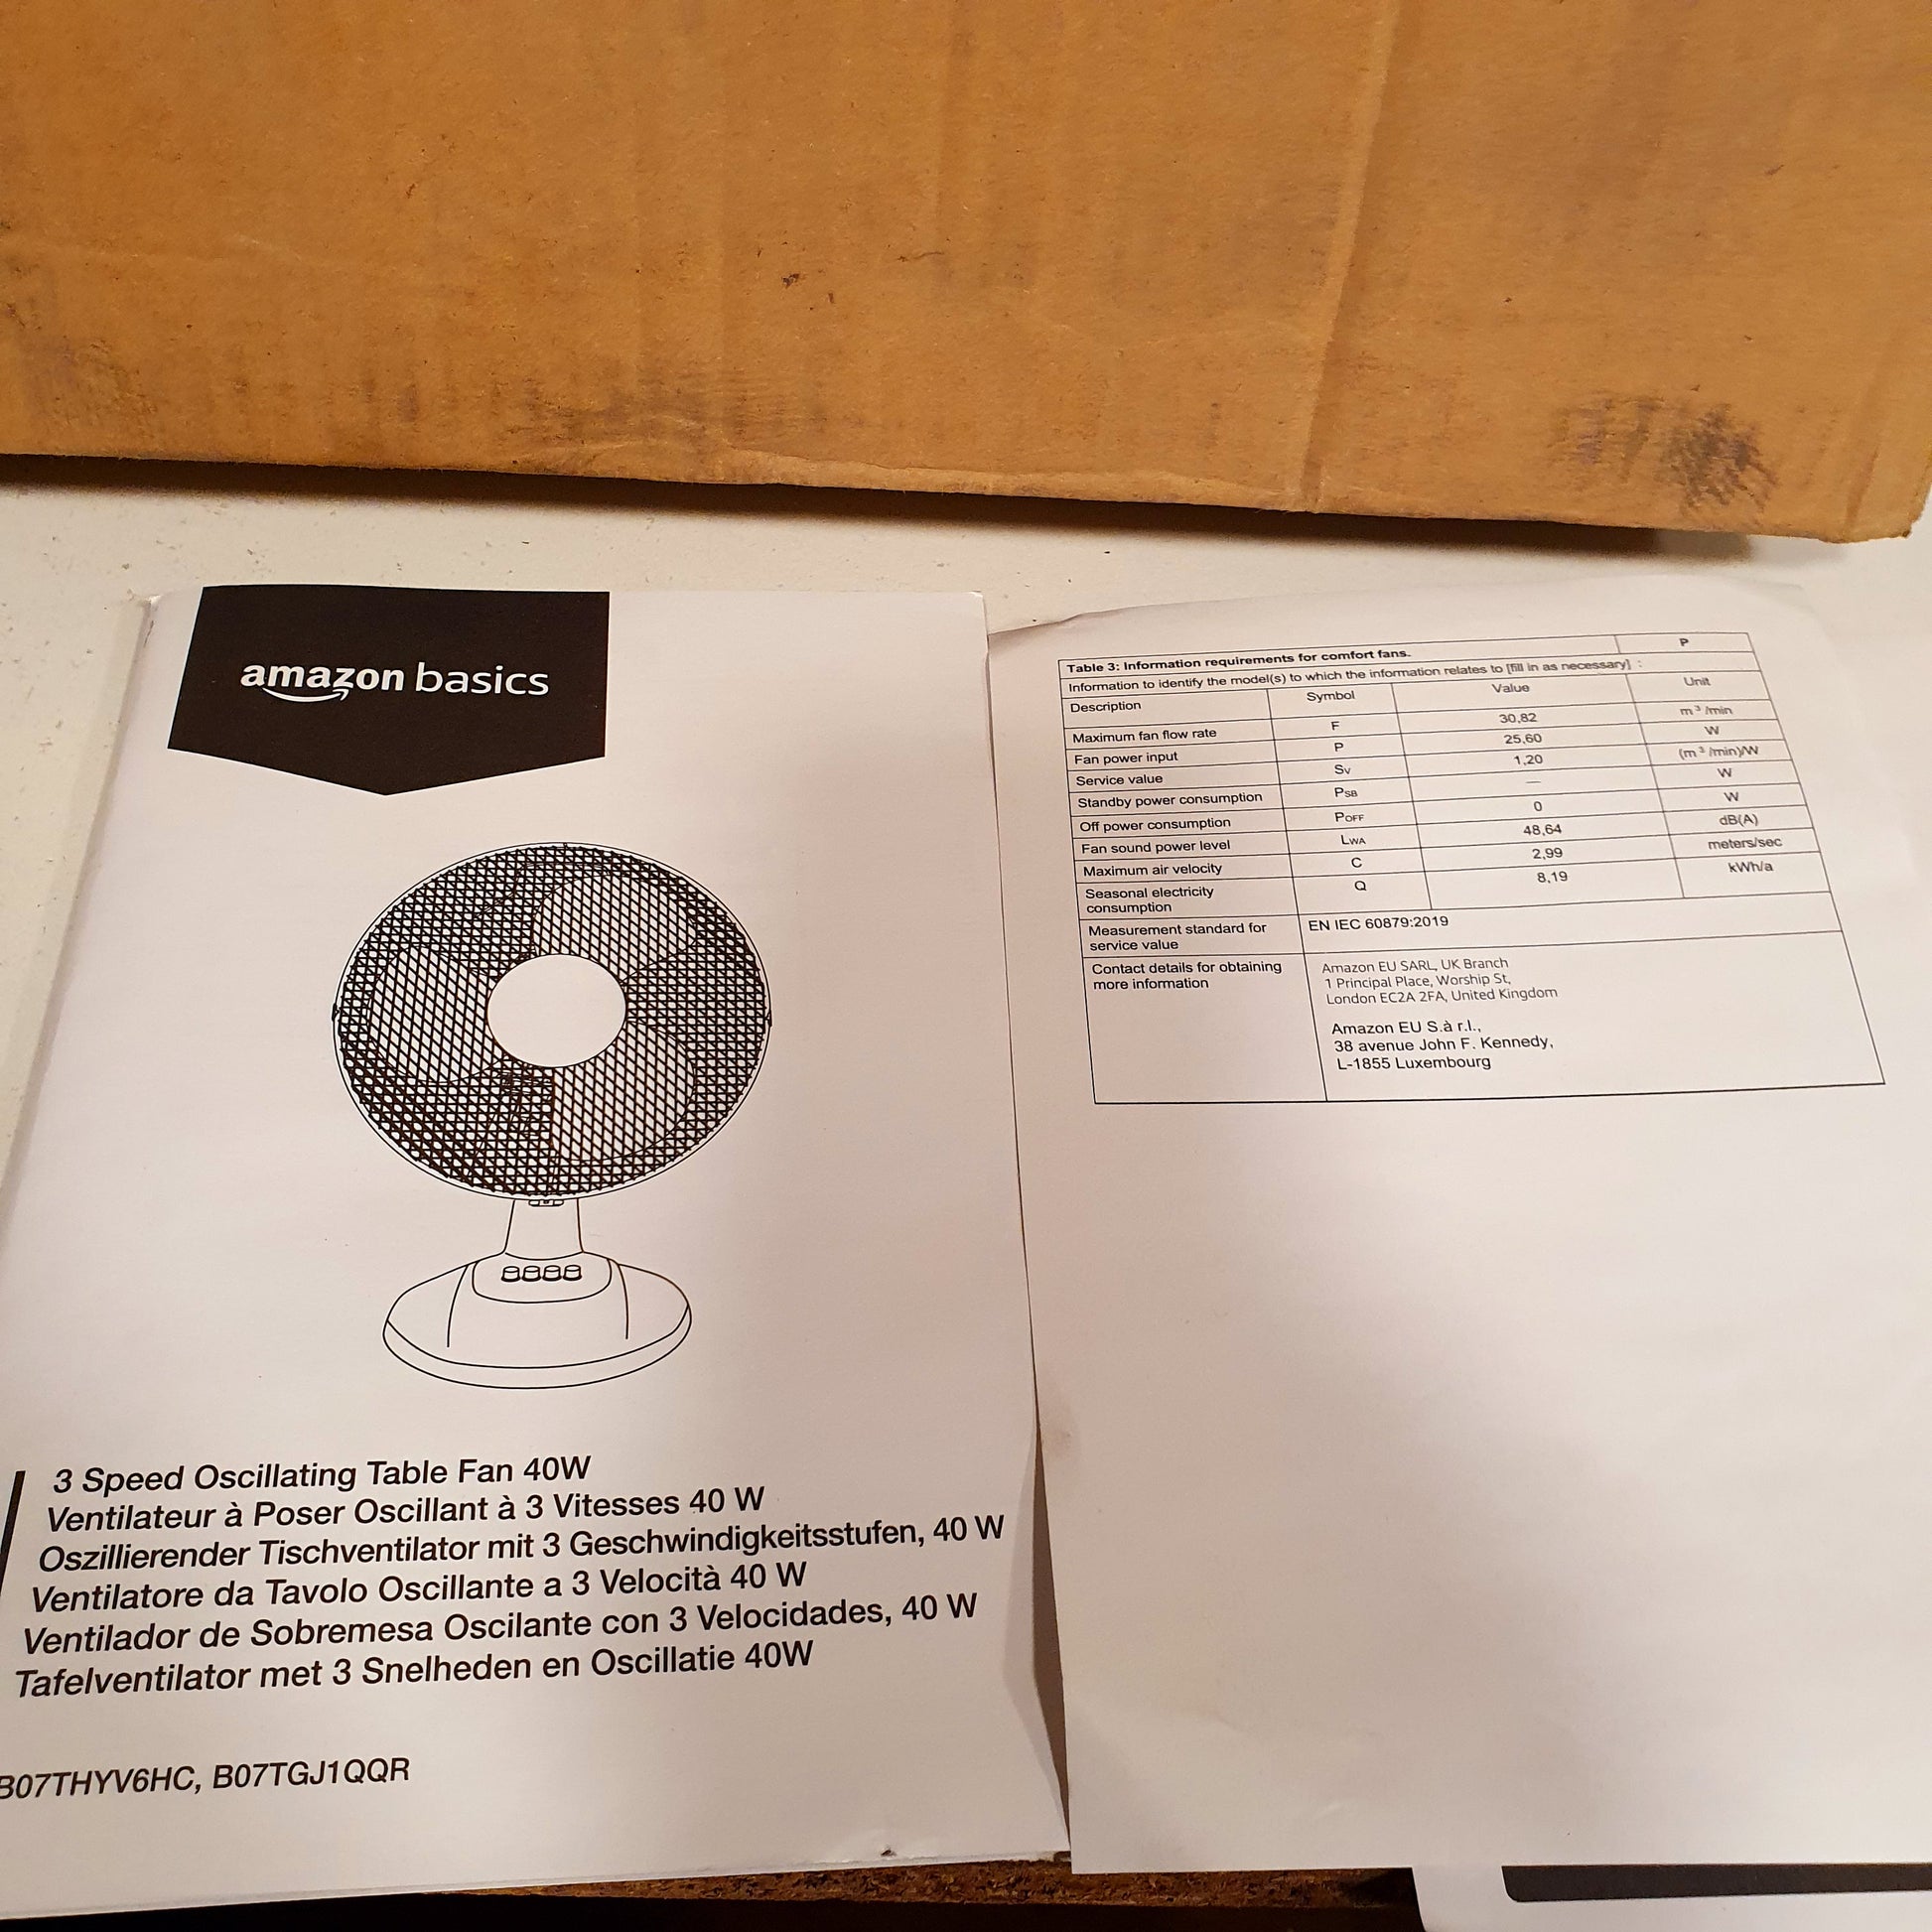 amazon basics
3 Speed Oscillating Table Fan 40W
Ventilateur à Poser Oscillant à 3 Vitesses 40 W
Oszillierender Tischventilator mit 3 Geschwindigkeitsstufen, 40 W
Ventilatore da Tavolo Oscillante a 3 Velocità 40 W
Ventilador de Sobremesa Oscilante con 3 Velocidades, 40 W
Tafelventilator met 3 Snelheden en Oscillatie 40W
B07THYV6HC, B07TGJ1QQR
Table 3: Information requirements for comfort fans. P
Information to identify the model(s) to which the information relates to [fill in as necessary] :
Description Symbol Value Unit
Maximum fan flow rate F 30,82 m³/min
Fan power input P 25,60 W
Service value SV 1,20 (m³/min)/W
Standby power consumption PSB — W
Off power consumption POFF 0 W
Fan sound power level LWA 48,64 dB(A)
Maximum air velocity C 2,99 meters/sec
Seasonal electricity Q 8,19 kWh/a
consumption
Measurement standard for EN IEC 60879:2019
service value
Contact details for obtaining
more information
Amazon EU SARL, UK Branch
1 Principal Place, Worship St,
London EC2A 2FA, United Kingdom
Amazon EU S.à r.l.,
38 avenue John F. Kennedy,
L-1855 Luxembourg